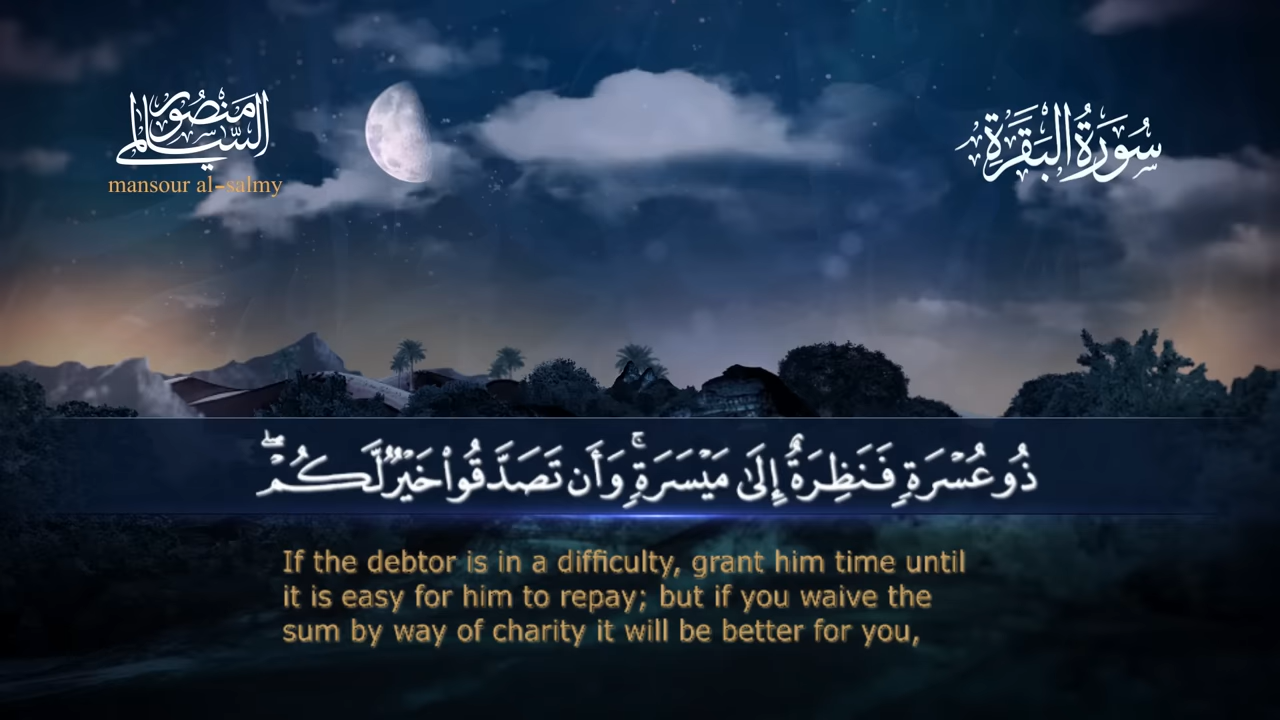 منصور
السالمي
mansour al-salmy
سُورَةُ البَقَرَةِ
ذُو عُسْرَةٍ فَنَظِرَةٌ إِلَىٰ مَيْسَرَةٍ ۚ وَأَن تَصَدَّقُوا۟ خَيْرٌ لَّكُمْ ۖ
If the debtor is in a difficulty, grant him time until
it is easy for him to repay; but if you waive the
sum by way of charity it will be better for you,